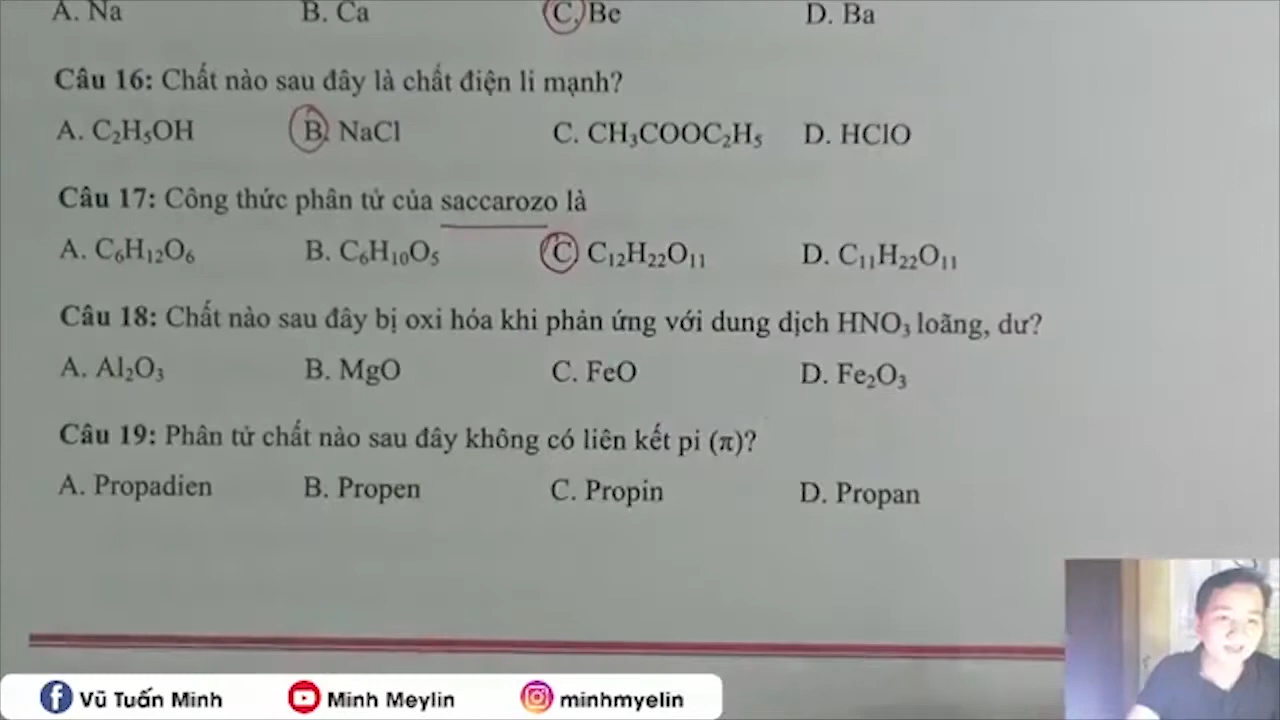 A. Na B. Ca C. Be D. Ba
Câu 16: Chất nào sau đây là chất điện li mạnh?
A. C₂H₅OH B. NaCl C. CH₃COOC₂H₅ D. HClO
Câu 17: Công thức phân tử của saccarozo là
A. C₆H₁₂O₆ B. C₆H₁₀O₅ C C₁₂H₂₂O₁₁ D. C₁₁H₂₂O₁₁
Câu 18: Chất nào sau đây bị oxi hóa khi phản ứng với dung dịch HNO₃ loãng, dư?
A. Al₂O₃ B. MgO C. FeO D. Fe₂O₃
Câu 19: Phân tử chất nào sau đây không có liên kết pi (π)?
A. Propadien B. Propen C. Propin D. Propan
Vũ Tuấn Minh Minh Meylin minhmyelin